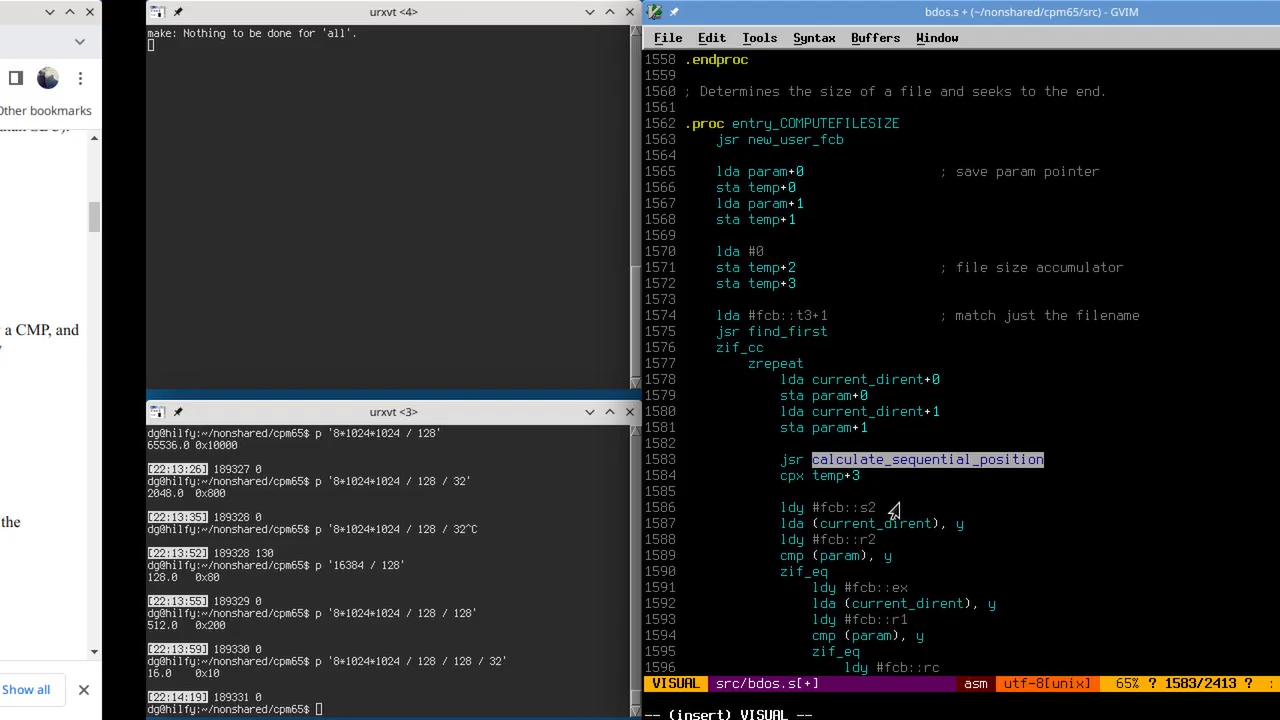 Other bookmarks
a CMP, and
the
Show all
urxvt <4>
make: Nothing to be done for 'all'.
urxvt <3>
dg@hilfy:~/nonshared/cpm65$ p '8*1024*1024 / 128'
65536.0 0x10000
[22:13:26] 189327 0
dg@hilfy:~/nonshared/cpm65$ p '8*1024*1024 / 128 / 32'
2048.0  0x800
[22:13:35] 189328 0
dg@hilfy:~/nonshared/cpm65$ p '8*1024*1024 / 128 / 32^C
[22:13:52] 189328 130
dg@hilfy:~/nonshared/cpm65$ p '16384 / 128'
128.0   0x80
[22:13:55] 189329 0
dg@hilfy:~/nonshared/cpm65$ p '8*1024*1024 / 128 / 128'
512.0   0x200
[22:13:59] 189330 0
dg@hilfy:~/nonshared/cpm65$ p '8*1024*1024 / 128 / 128 / 32'
16.0    0x10
[22:14:19] 189331 0
dg@hilfy:~/nonshared/cpm65$
bdos.s + (~/nonshared/cpm65/src) - GVIM
File Edit Tools Syntax Buffers Window
1558 .endproc
1559
1560 ; Determines the size of a file and seeks to the end.
1561
1562 .proc entry_COMPUTEFILESIZE
1563     jsr new_user_fcb
1564
1565     lda param+0                 ; save param pointer
1566     sta temp+0
1567     lda param+1
1568     sta temp+1
1569
1570     lda #0
1571     sta temp+2                  ; file size accumulator
1572     sta temp+3
1573
1574     lda #fcb::t3+1              ; match just the filename
1575     jsr find_first
1576     zif_cc
1577         zrepeat
1578             lda current_dirent+0
1579             sta param+0
1580             lda current_dirent+1
1581             sta param+1
1582
1583             jsr calculate_sequential_position
1584             cpx temp+3
1585
1586             ldy #fcb::s2
1587             lda (current_dirent), y
1588             ldy #fcb::r2
1589             cmp (param), y
1590             zif_eq
1591                 ldy #fcb::ex
1592                 lda (current_dirent), y
1593                 ldy #fcb::r1
1594                 cmp (param), y
1595                 zif_eq
1596                     ldy #fcb::rc
VISUAL src/bdos.s[+] asm utf-8[unix] 65% ? 1583/2413 ? :
-- (insert) VISUAL --